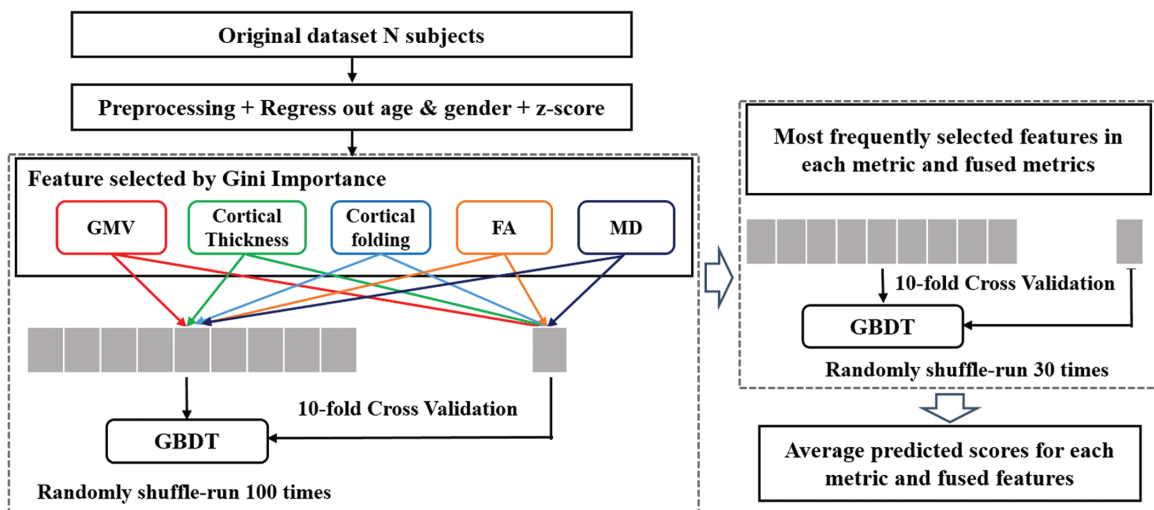 Original dataset N subjects
Preprocessing + Regress out age & gender + z-score
Feature selected by Gini Importance
GMV
Cortical
Thickness
Cortical
folding
FA
MD
10-fold Cross Validation
GBDT
Randomly shuffle-run 100 times
Most frequently selected features in
each metric and fused metrics
10-fold Cross Validation
GBDT
Randomly shuffle-run 30 times
Average predicted scores for each
metric and fused features